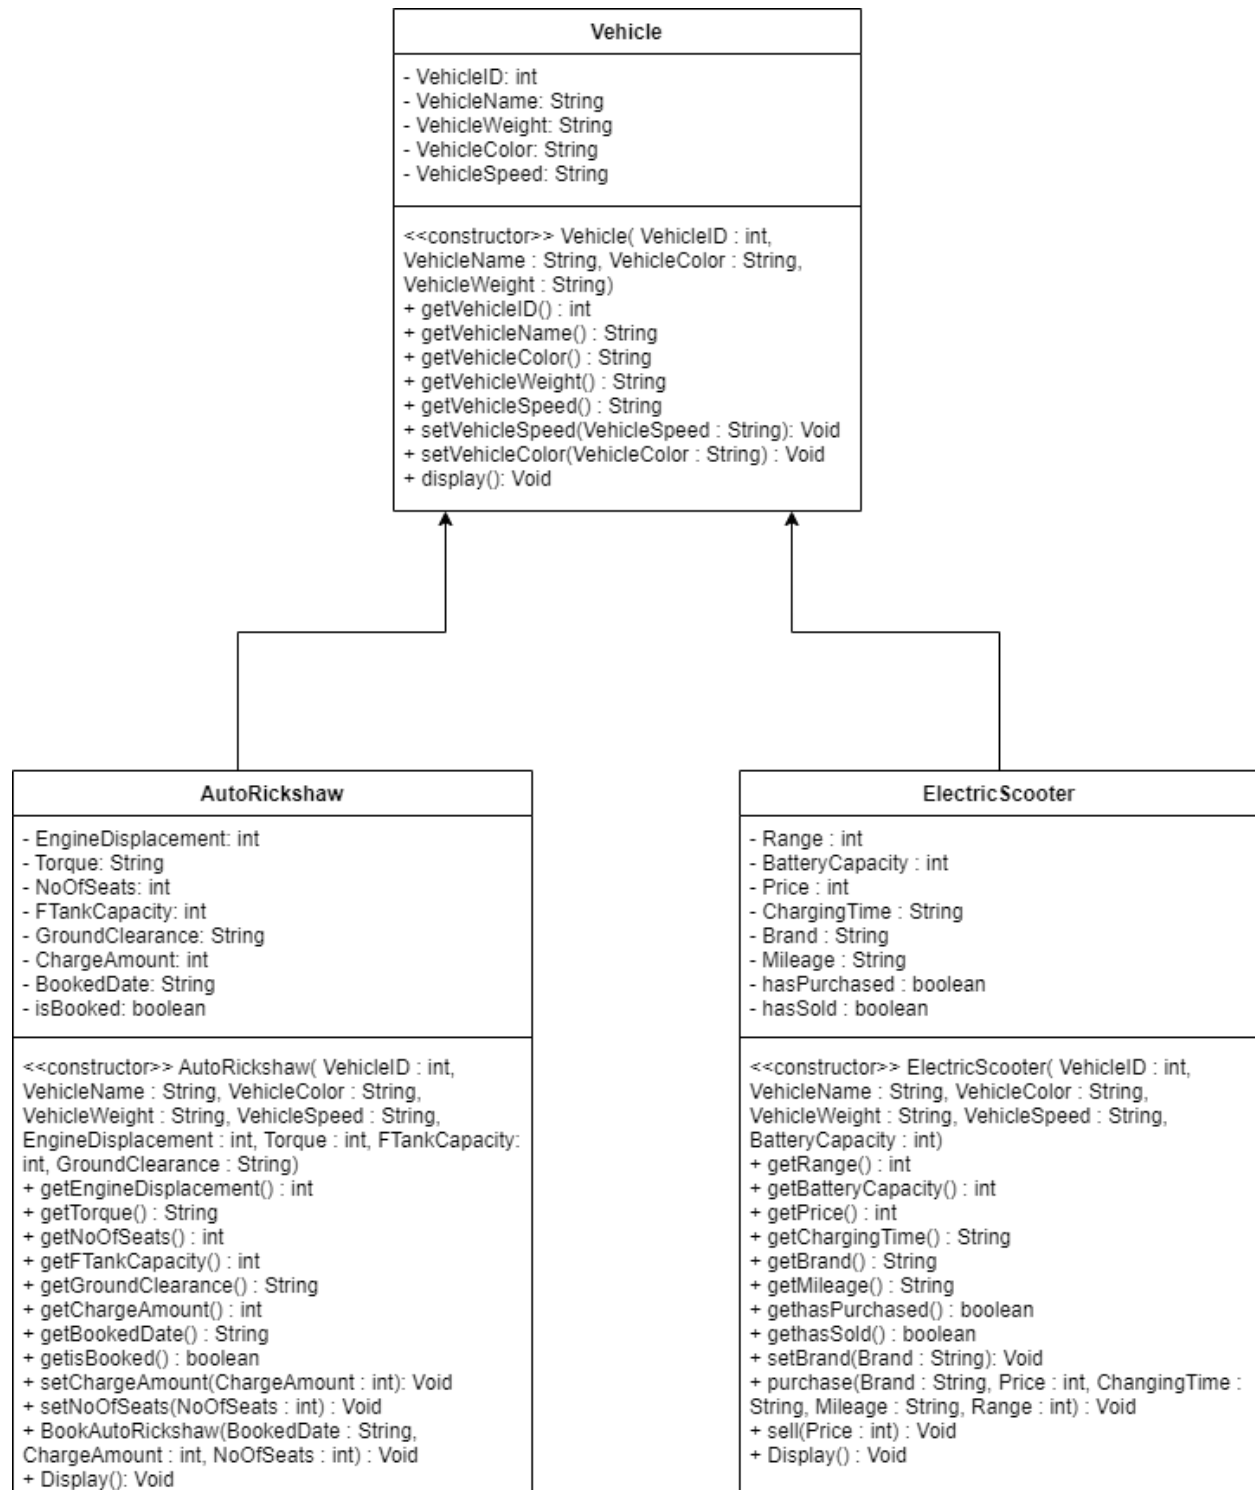 Vehicle
- VehicleID: int
- VehicleName: String
- VehicleWeight: String
- VehicleColor: String
- VehicleSpeed: String
<<constructor>> Vehicle( VehicleID : int,
VehicleName : String, VehicleColor : String,
VehicleWeight : String)
+ getVehicleID() : int
+ getVehicleName() : String
+ getVehicleColor() : String
+ getVehicleWeight() : String
+ getVehicleSpeed() : String
+ setVehicleSpeed(VehicleSpeed : String): Void
+ setVehicleColor(VehicleColor : String) : Void
+ display(): Void
AutoRickshaw
- EngineDisplacement: int
- Torque: String
- NoOfSeats: int
- FTankCapacity: int
- GroundClearance: String
- ChargeAmount: int
- BookedDate: String
- isBooked: boolean
<<constructor>> AutoRickshaw( VehicleID : int,
VehicleName : String, VehicleColor : String,
VehicleWeight : String, VehicleSpeed : String,
EngineDisplacement : int, Torque : int, FTankCapacity:
int, GroundClearance : String)
+ getEngineDisplacement() : int
+ getTorque() : String
+ getNoOfSeats() : int
+ getFTankCapacity() : int
+ getGroundClearance() : String
+ getChargeAmount() : int
+ getBookedDate() : String
+ getisBooked() : boolean
+ setChargeAmount(ChargeAmount : int): Void
+ setNoOfSeats(NoOfSeats : int) : Void
+ BookAutoRickshaw(BookedDate : String,
ChargeAmount : int, NoOfSeats : int) : Void
+ Display(): Void
ElectricScooter
- Range : int
- BatteryCapacity : int
- Price : int
- ChargingTime : String
- Brand : String
- Mileage : String
- hasPurchased : boolean
- hasSold : boolean
<<constructor>> ElectricScooter( VehicleID : int,
VehicleName : String, VehicleColor : String,
VehicleWeight : String, VehicleSpeed : String,
BatteryCapacity : int)
+ getRange() : int
+ getBatteryCapacity() : int
+ getPrice() : int
+ getChargingTime() : String
+ getBrand() : String
+ getMileage() : String
+ gethasPurchased() : boolean
+ gethasSold() : boolean
+ setBrand(Brand : String): Void
+ purchase(Brand : String, Price : int, ChangingTime :
String, Mileage : String, Range : int) : Void
+ sell(Price : int) : Void
+ Display() : Void